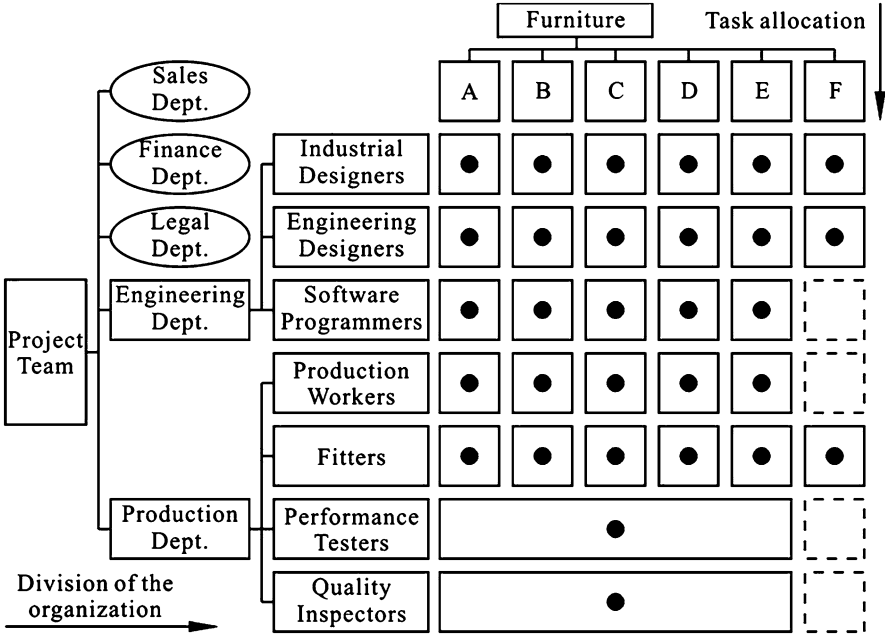 Furniture
Task allocation
Sales
Dept.
A
B
C
D
E
F
Finance
Dept.
Industrial
Designers
Legal
Dept.
Engineering
Designers
Project
Team
Engineering
Dept.
Software
Programmers
Production
Workers
Fitters
Production
Dept.
Performance
Testers
Division of the
organization
Quality
Inspectors